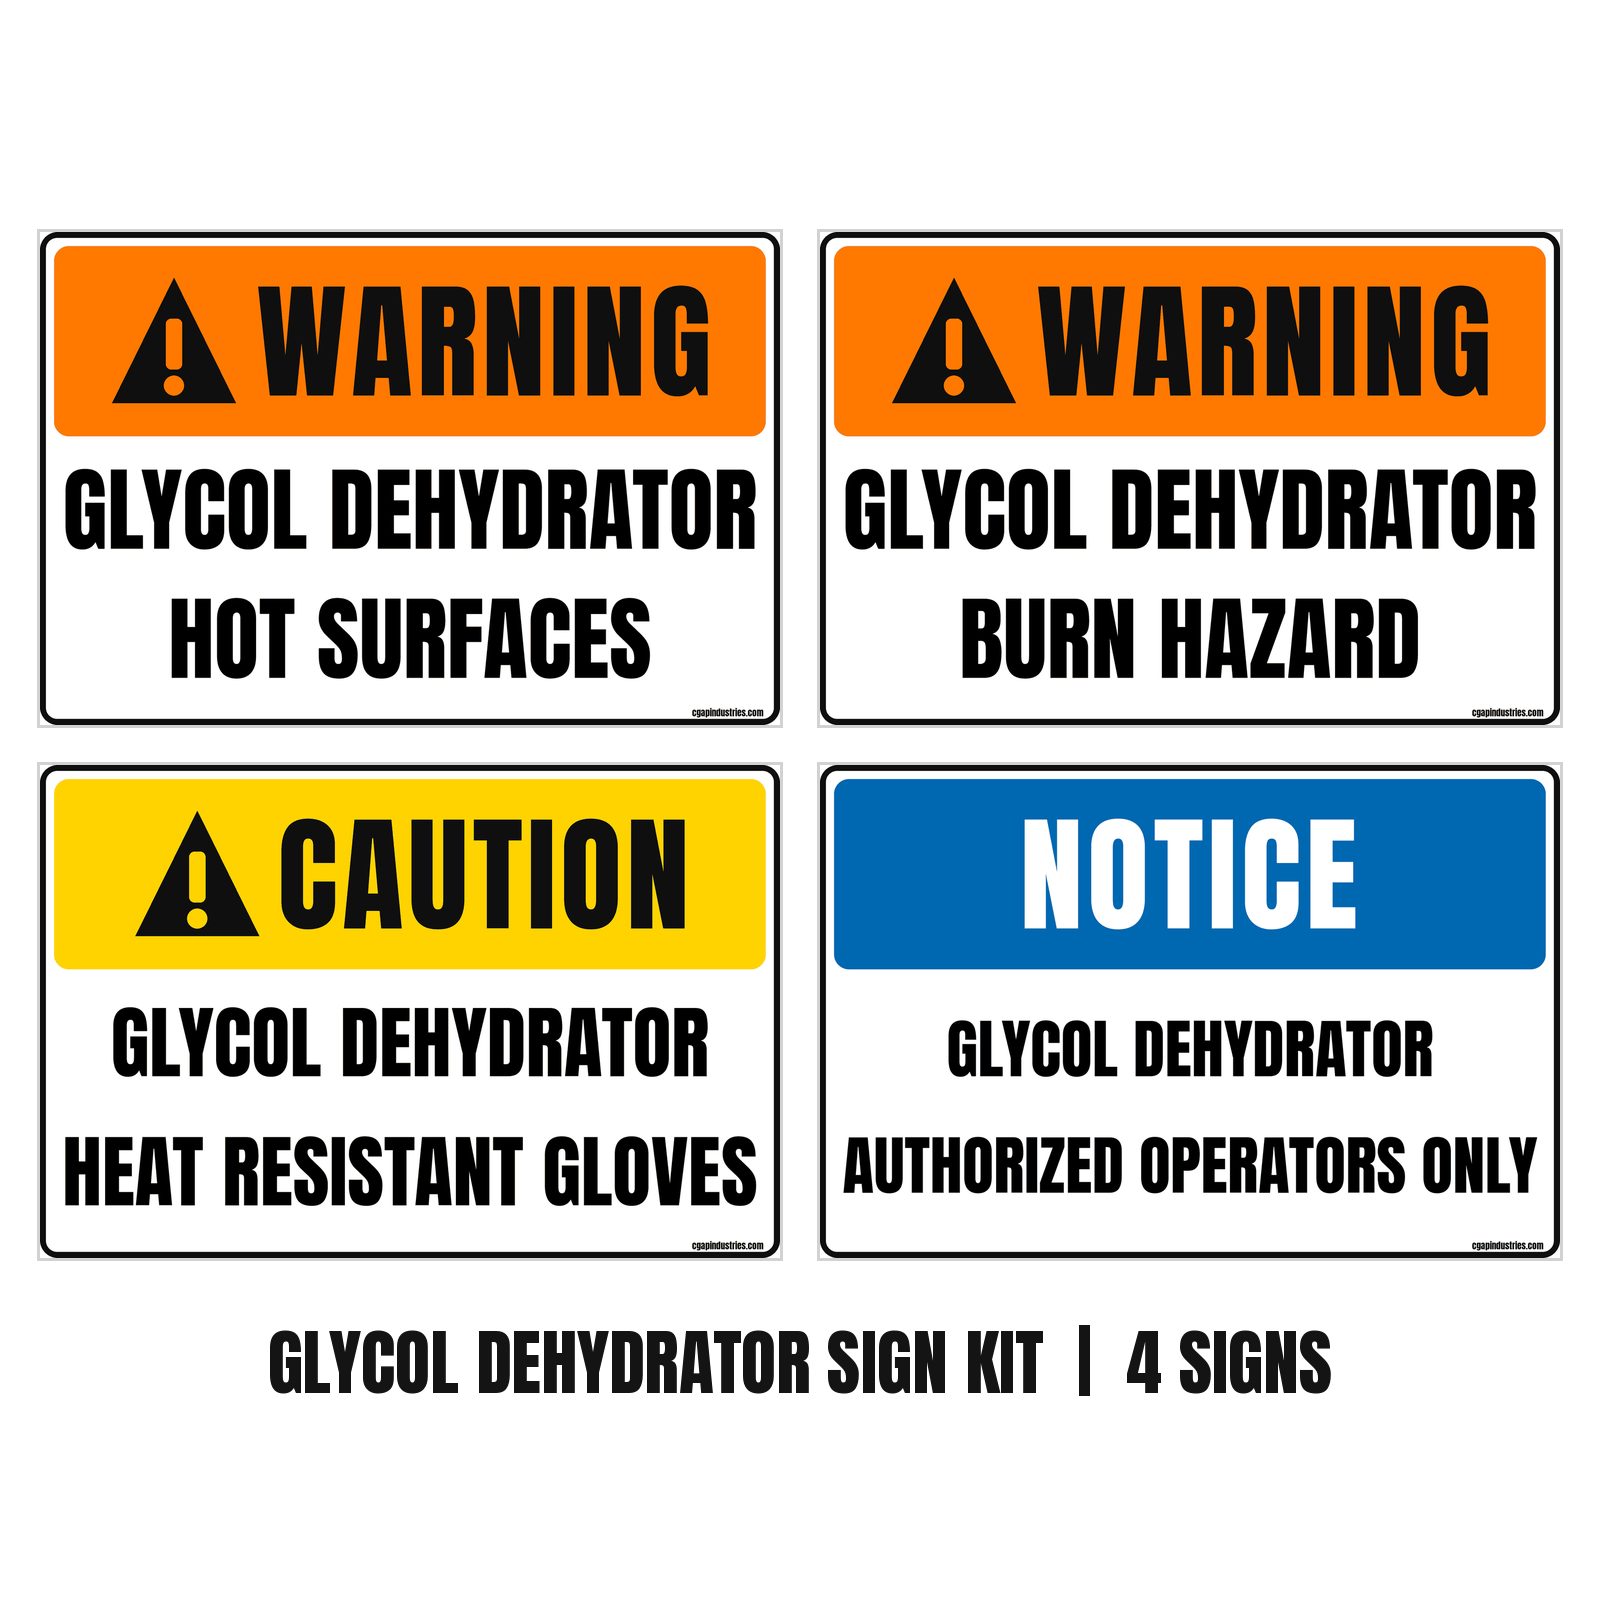 WARNING
GLYCOL DEHYDRATOR
HOT SURFACES
cgapindustries.com
WARNING
GLYCOL DEHYDRATOR
BURN HAZARD
cgapindustries.com
CAUTION
GLYCOL DEHYDRATOR
HEAT RESISTANT GLOVES
cgapindustries.com
NOTICE
GLYCOL DEHYDRATOR
AUTHORIZED OPERATORS ONLY
cgapindustries.com
GLYCOL DEHYDRATOR SIGN KIT | 4 SIGNS